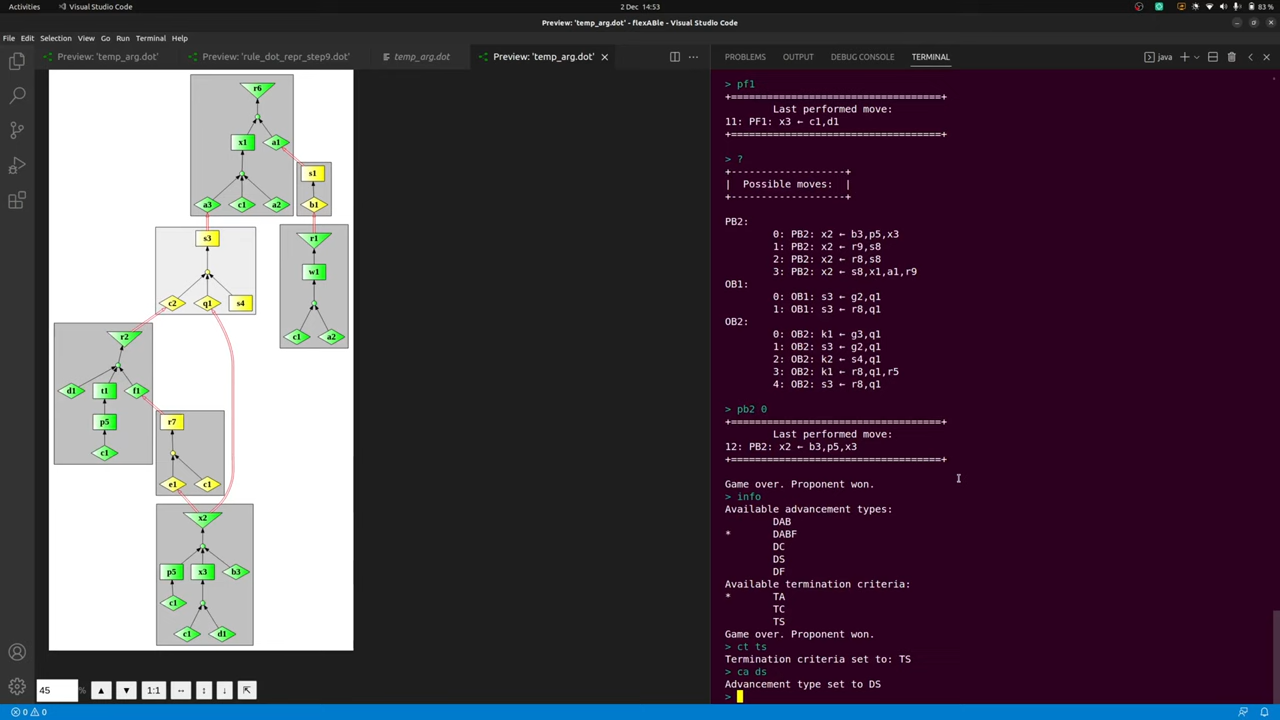 Activities
Visual Studio Code
2 Dec 14:53
83 %
Preview: 'temp_arg.dot' - flexABle - Visual Studio Code
File Edit Selection View Go Run Terminal Help
Preview: 'temp_arg.dot'
Preview: 'rule_dot_repr_step9.dot'
temp_arg.dot
Preview: 'temp_arg.dot'
PROBLEMS OUTPUT DEBUG CONSOLE TERMINAL
java
r6
x1 a1
s1
a3 c1 a2 b1
s3 r1
w1
c2 q1 s4
r2 c1 a2
d1 t1 f1
p5 r7
c1
e1 c1
x2
p5 x3 b3
c1
c1 d1
45 %
1:1
0 0
> pf1
+==================================+
Last performed move:
11: PF1: x3 ← c1,d1
+==================================+
> ?
+------------------+
| Possible moves: |
+------------------+
PB2:
0: PB2: x2 ← b3,p5,x3
1: PB2: x2 ← r9,s8
2: PB2: x2 ← r8,s8
3: PB2: x2 ← s8,x1,a1,r9
OB1:
0: OB1: s3 ← g2,q1
1: OB1: s3 ← r8,q1
OB2:
0: OB2: k1 ← g3,q1
1: OB2: s3 ← g2,q1
2: OB2: k2 ← s4,q1
3: OB2: k1 ← r8,q1,r5
4: OB2: s3 ← r8,q1
> pb2 0
+==================================+
Last performed move:
12: PB2: x2 ← b3,p5,x3
+==================================+
Game over. Proponent won.
> info
Available advancement types:
DAB
* DABF
DC
DS
DF
Available termination criteria:
* TA
TC
TS
Game over. Proponent won.
> ct ts
Termination criteria set to: TS
> ca ds
Advancement type set to DS
>